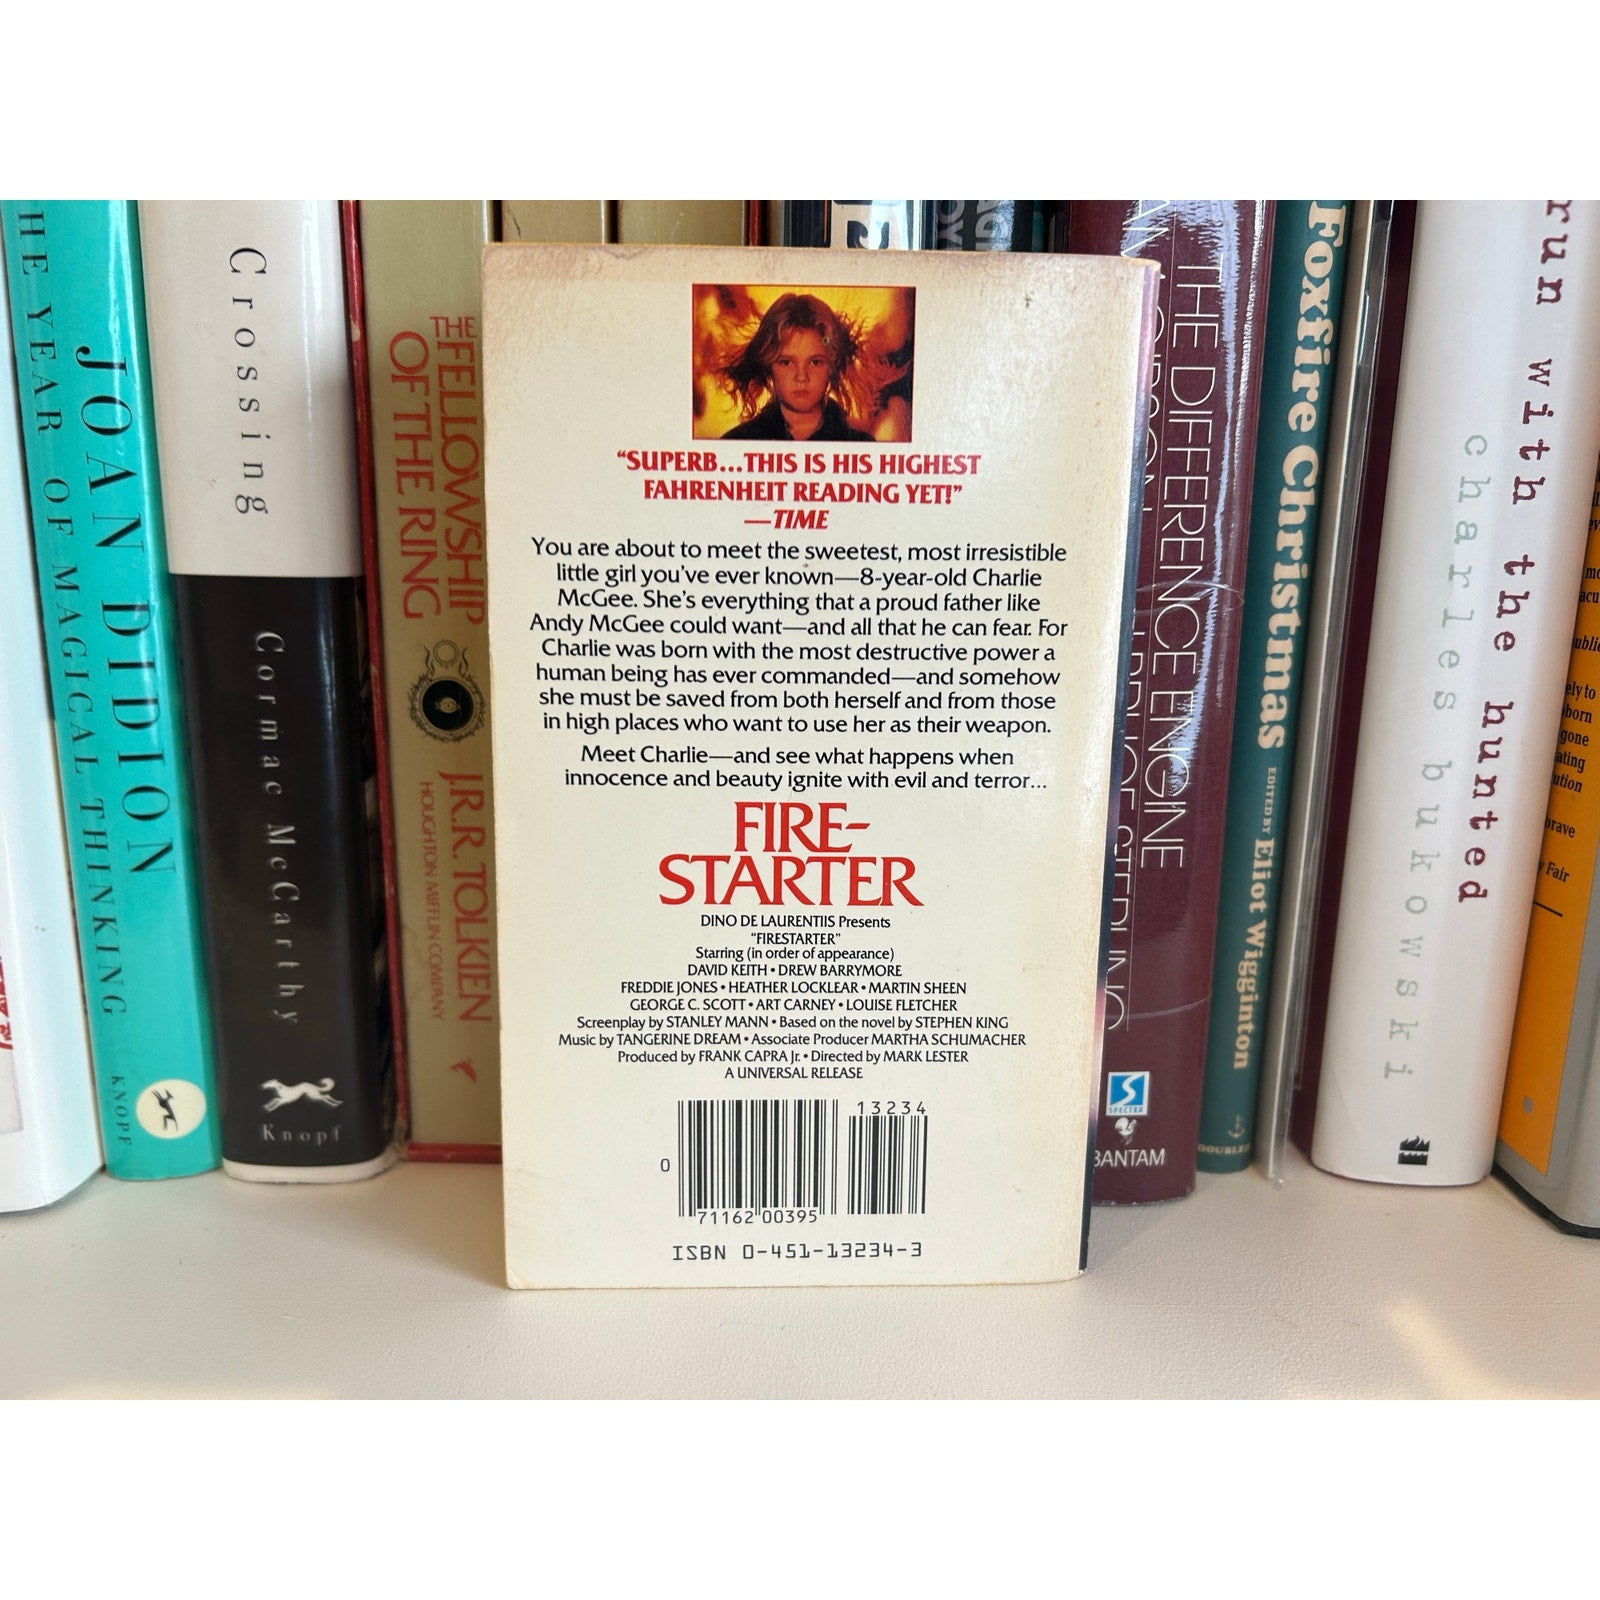 THE YEAR OF MAGICAL THINKING
JOAN DIDION
KNOPF
Crossing
Cormac McCarthy
Knopf
THE FELLOWSHIP
OF THE RING
J.R.R. TOLKIEN
HOUGHTON MIFFLIN COMPANY
“SUPERB...THIS IS HIS HIGHEST
FAHRENHEIT READING YET!”
—TIME
You are about to meet the sweetest, most irresistible
little girl you’ve ever known—8-year-old Charlie
McGee. She’s everything that a proud father like
Andy McGee could want—and all that he can fear. For
Charlie was born with the most destructive power a
human being has ever commanded—and somehow
she must be saved from both herself and from those
in high places who want to use her as their weapon.
Meet Charlie—and see what happens when
innocence and beauty ignite with evil and terror...
FIRE-
STARTER
DINO DE LAURENTIIS Presents
“FIRESTARTER”
Starring (in order of appearance)
DAVID KEITH • DREW BARRYMORE
FREDDIE JONES • HEATHER LOCKLEAR • MARTIN SHEEN
GEORGE C. SCOTT • ART CARNEY • LOUISE FLETCHER
Screenplay by STANLEY MANN • Based on the novel by STEPHEN KING
Music by TANGERINE DREAM • Associate Producer MARTHA SCHUMACHER
Produced by FRANK CAPRA Jr. • Directed by MARK LESTER
A UNIVERSAL RELEASE
13234
0
71162 00395
ISBN 0-451-13234-3
THE DIFFERENCE ENGINE
SPECTRA
BANTAM
Foxfire Christmas
EDITED BY Eliot Wigginton
run with the hunted
charles bukowski
brave
Fair